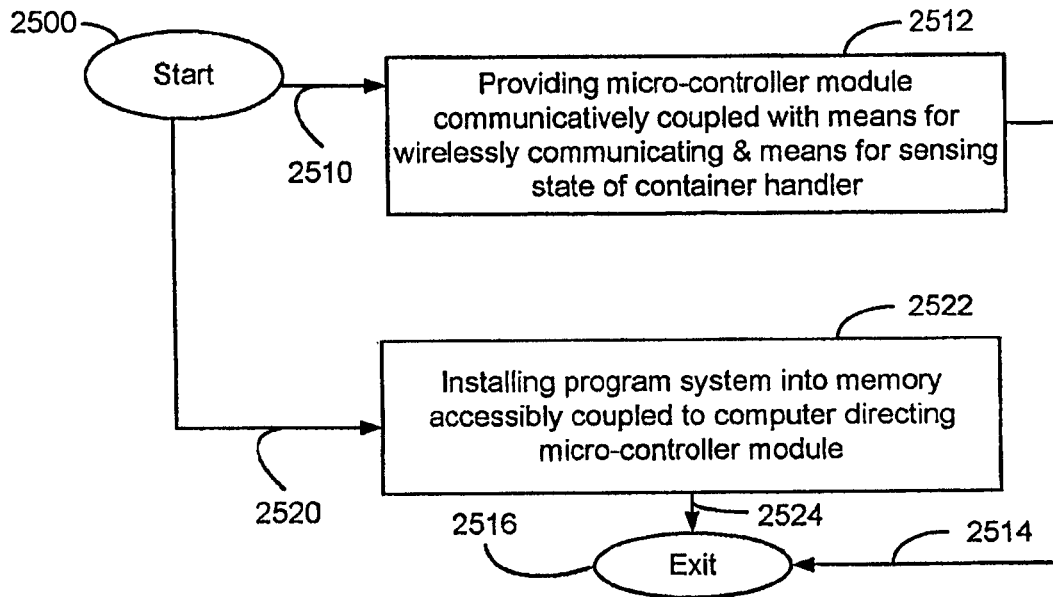 2500
Start
2510
2512
Providing micro-controller module
communicatively coupled with means for
wirelessly communicating & means for sensing
state of container handler
2522
Installing program system into memory
accessibly coupled to computer directing
micro-controller module
2520
2516
2524
2514
Exit